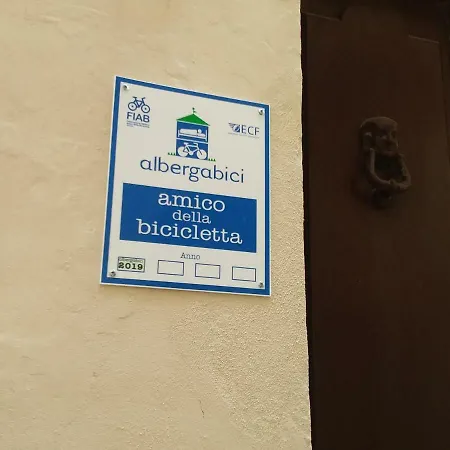 FIAB
ECF
albergabici
amico
della
bicicletta
Anno
2019